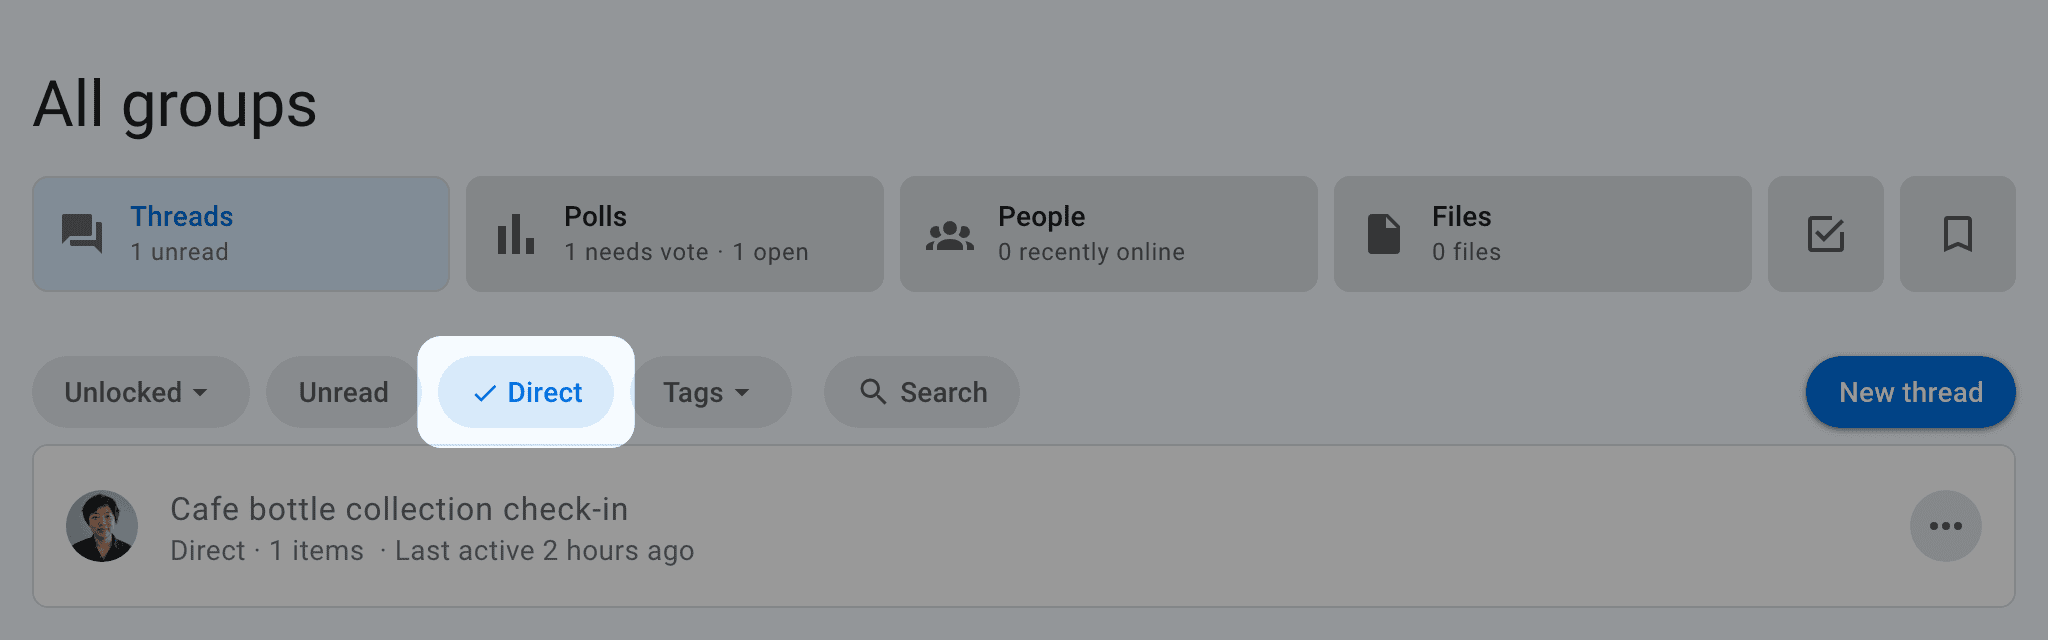 All groups
Threads
1 unread
Polls
1 needs vote · 1 open
People
0 recently online
Files
0 files
Unlocked
Unread
Direct
Tags
Search
New thread
Cafe bottle collection check-in
Direct · 1 items · Last active 2 hours ago